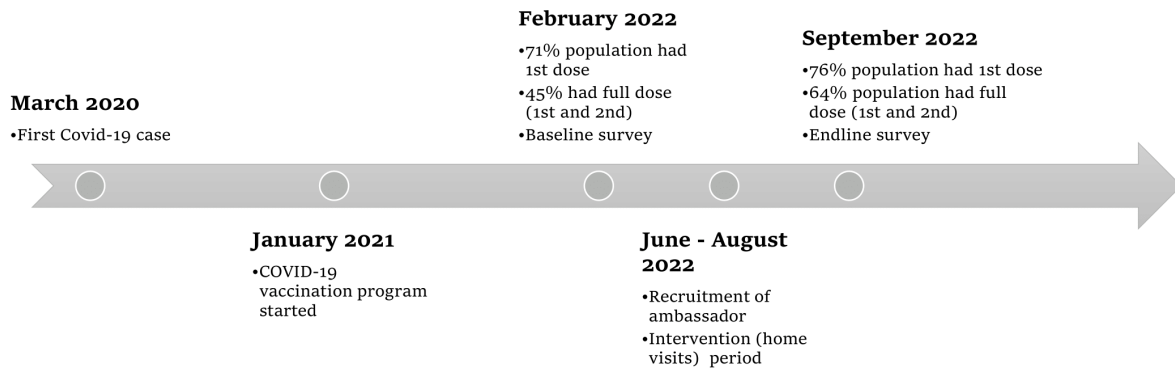 March 2020
•First Covid-19 case
January 2021
•COVID-19
vaccination program
started
February 2022
•71% population had
1st dose
•45% had full dose
(1st and 2nd)
•Baseline survey
June - August
2022
•Recruitment of
ambassador
•Intervention (home
visits) period
September 2022
•76% population had 1st dose
•64% population had full
dose (1st and 2nd)
•Endline survey